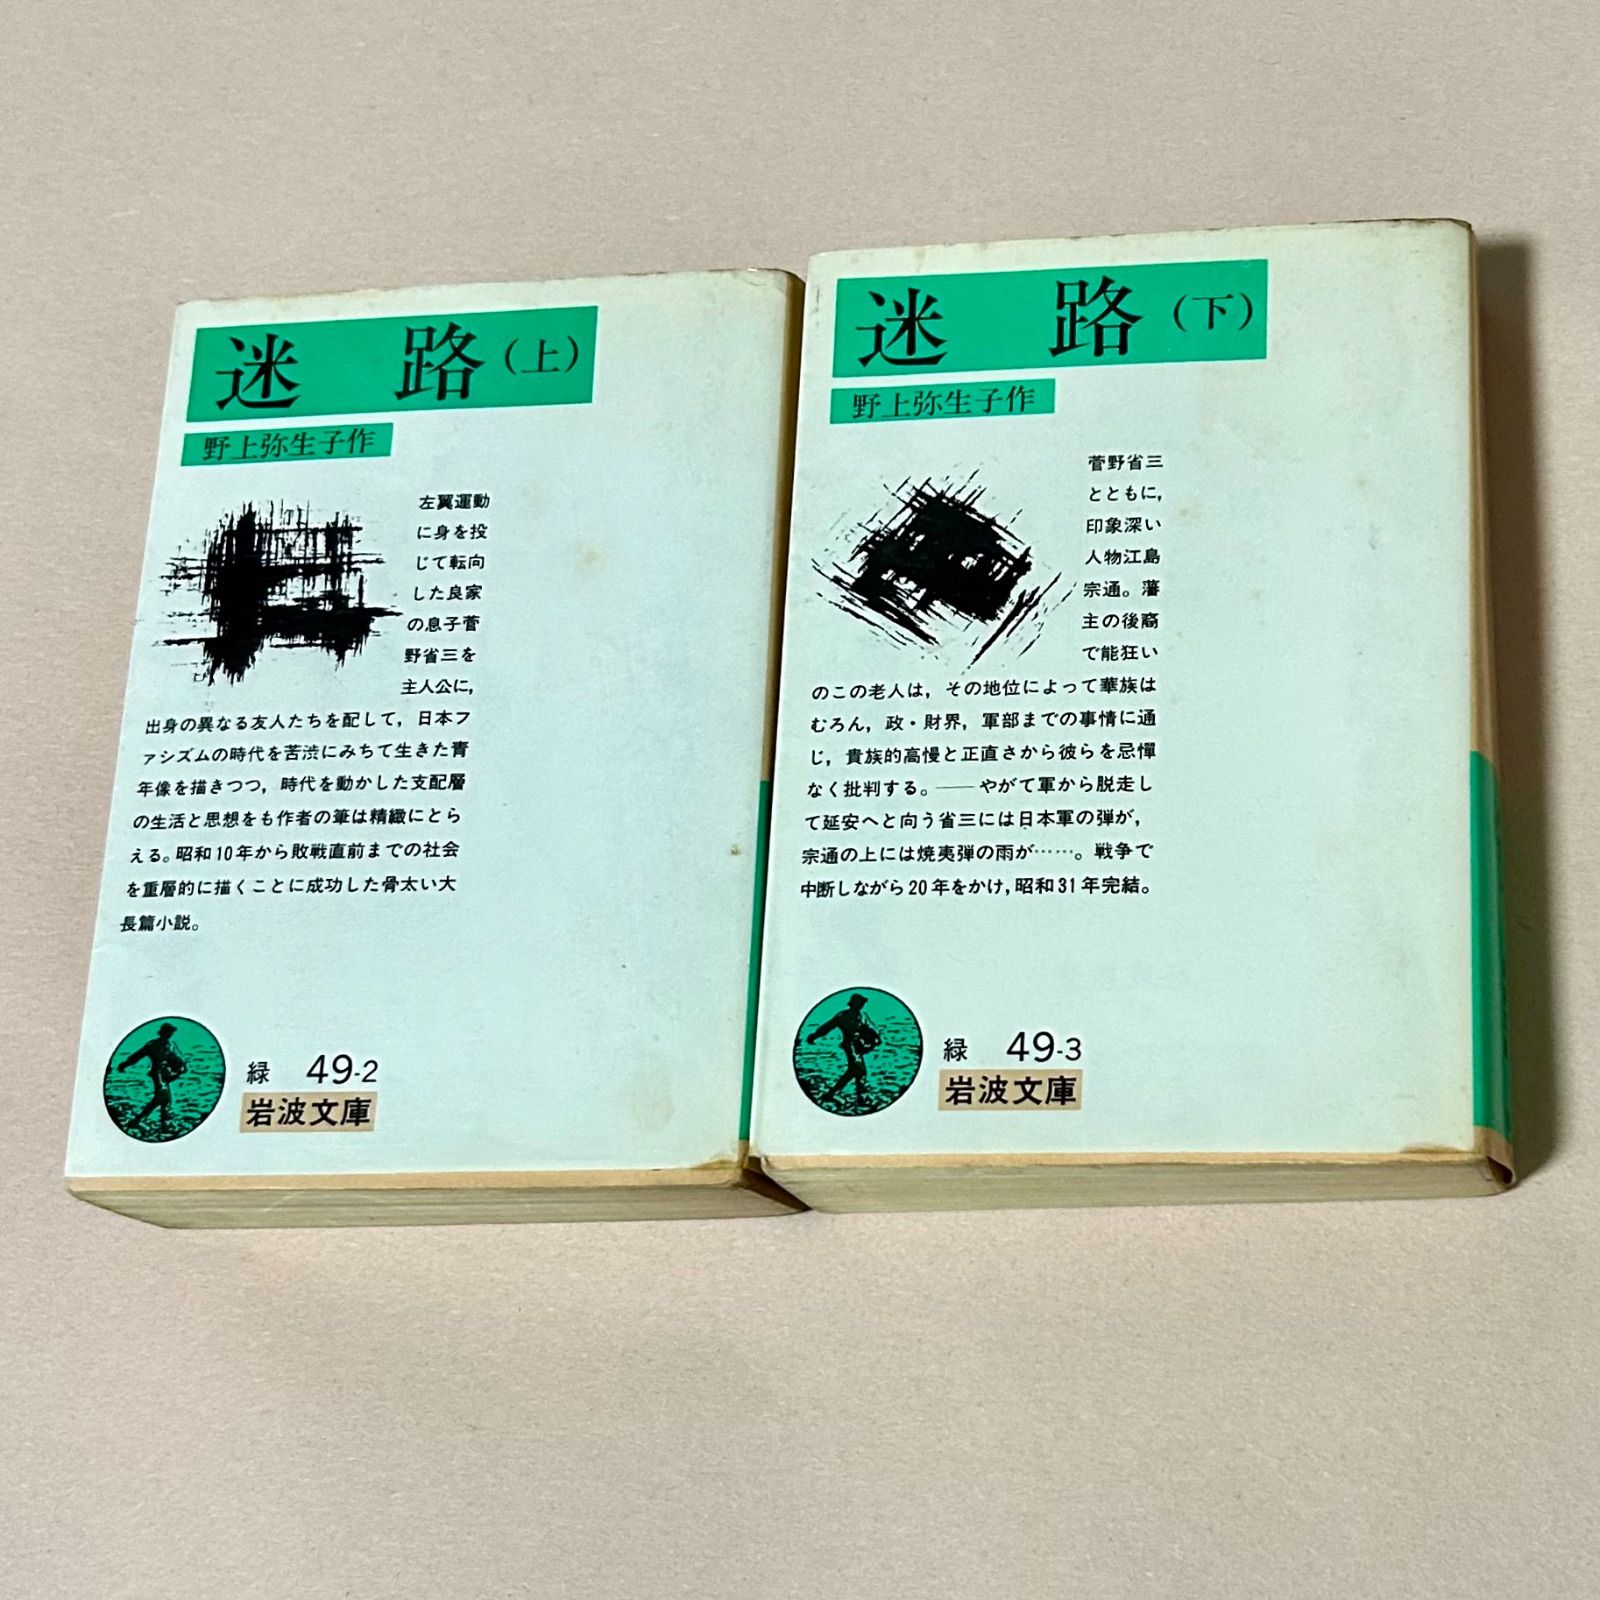 迷路(上)
野上弥生子作
左翼運動
に身を投
じて転向
した良家
の息子菅
野省三を
主人公に,
出身の異なる友人たちを配して,日本フ
ァシズムの時代を苦渋にみちて生きた青
年像を描きつつ,時代を動かした支配層
の生活と思想をも作者の筆は精緻にとら
える。昭和10年から敗戦直前までの社会
を重層的に描くことに成功した骨太い大
長篇小説。
緑 49-2
岩波文庫
迷路(下)
野上弥生子作
菅野省三
とともに,
印象深い
人物江島
宗通。藩
主の後裔
で能狂い
のこの老人は,その地位によって華族は
むろん,政・財界,軍部までの事情に通
じ,貴族的高慢と正直さから彼らを忌憚
なく批判する。――やがて軍から脱走し
て延安へと向う省三には日本軍の弾が,
宗通の上には焼夷弾の雨が……。戦争で
中断しながら20年をかけ,昭和31年完結。
緑 49-3
岩波文庫